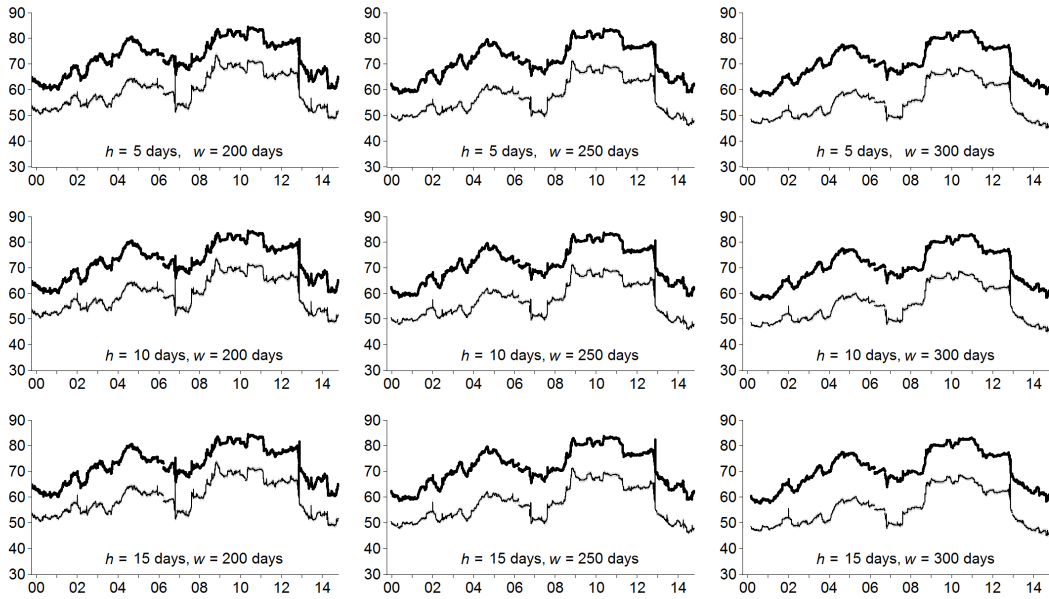 90 90 90
80 80 80
70 70 70
60 60 60
50 50 50
40 40 40
h = 5 days, w = 200 days h = 5 days, w = 250 days h = 5 days, w = 300 days
30 30 30
00 02 04 06 08 10 12 14 00 02 04 06 08 10 12 14 00 02 04 06 08 10 12 14
90 90 90
80 80 80
70 70 70
60 60 60
50 50 50
40 40 40
h = 10 days, w = 200 days h = 10 days, w = 250 days h = 10 days, w = 300 days
30 30 30
00 02 04 06 08 10 12 14 00 02 04 06 08 10 12 14 00 02 04 06 08 10 12 14
90 90 90
80 80 80
70 70 70
60 60 60
50 50 50
40 40 40
h = 15 days, w = 200 days h = 15 days, w = 250 days h = 15 days, w = 300 days
30 30 30
00 02 04 06 08 10 12 14 00 02 04 06 08 10 12 14 00 02 04 06 08 10 12 14